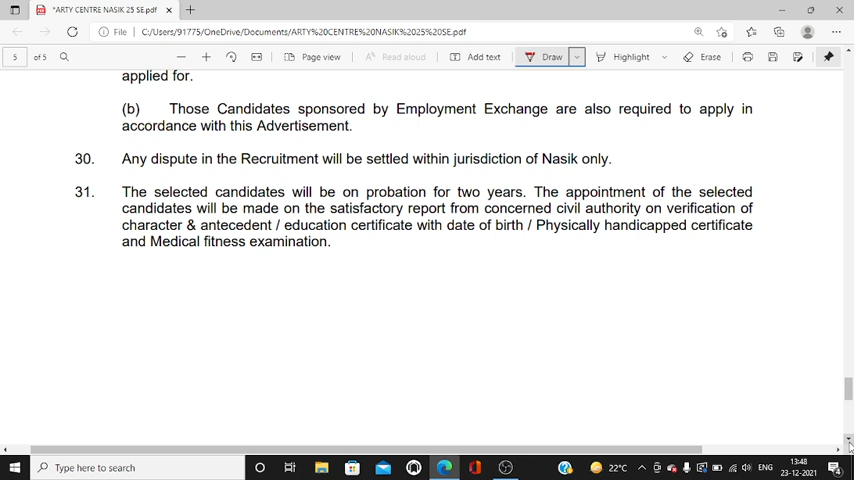 *ARTY CENTRE NASIK 25 SE.pdf
File C:/Users/91775/OneDrive/Documents/ARTY%20CENTRE%20NASIK%2025%20SE.pdf
5 of 5 Page view Read aloud Add text Draw Highlight Erase
applied for.
(b) Those Candidates sponsored by Employment Exchange are also required to apply in
accordance with this Advertisement.
30. Any dispute in the Recruitment will be settled within jurisdiction of Nasik only.
31. The selected candidates will be on probation for two years. The appointment of the selected
candidates will be made on the satisfactory report from concerned civil authority on verification of
character & antecedent / education certificate with date of birth / Physically handicapped certificate
and Medical fitness examination.
Type here to search 22°C ENG 13:48
23-12-2021 4